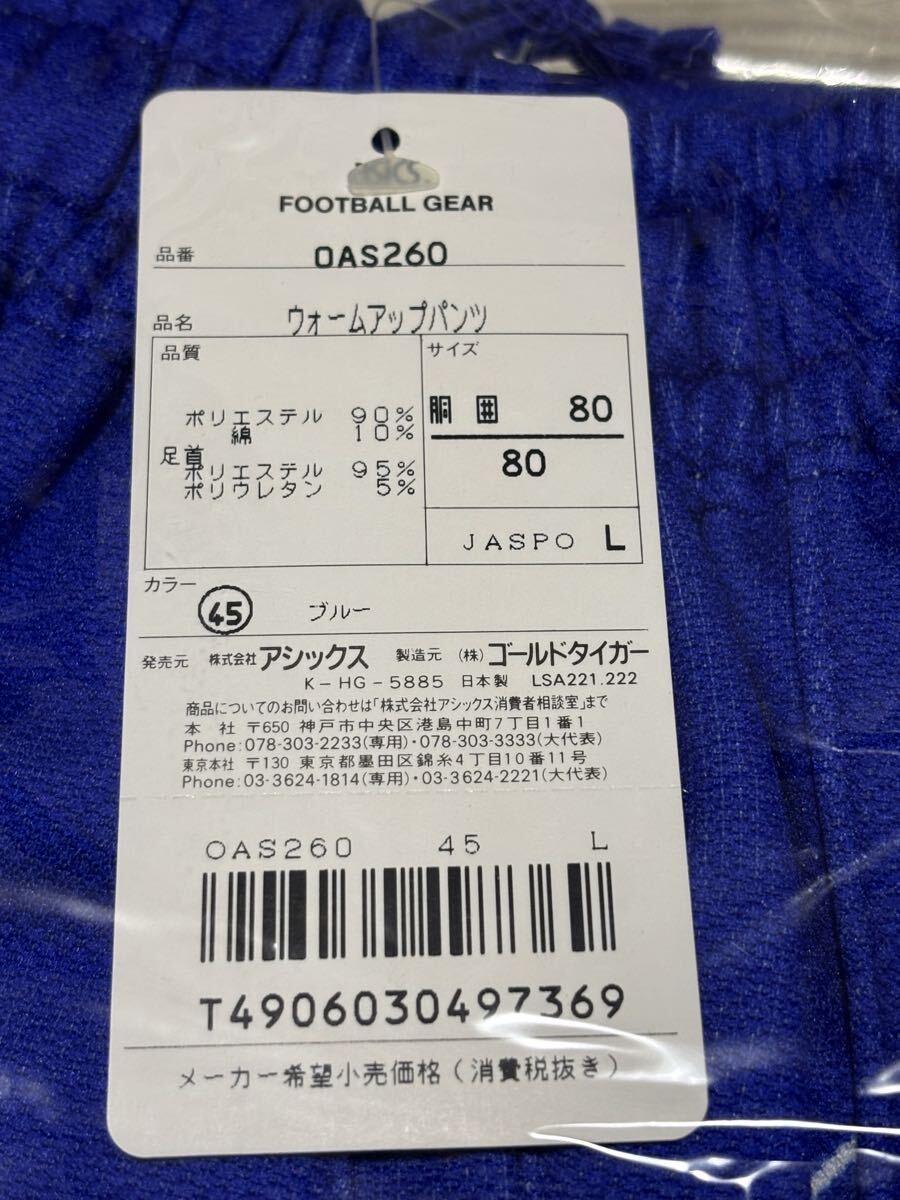 asics
FOOTBALL GEAR
品番 OAS260
品名 ウォームアップパンツ
品質
ポリエステル 90%
綿 10%
足首
ポリエステル 95%
ポリウレタン 5%
サイズ
胴囲 80
80
JASPO L
カラー
45 ブルー
発売元 株式会社アシックス 製造元 (株)ゴールドタイガー
K-HG-5885 日本製 LSA221.222
商品についてのお問い合わせは「株式会社アシックス消費者相談室」まで
本社 〒650 神戸市中央区港島中町7丁目1番1
Phone:078-303-2233(専用)・078-303-3333(大代表)
東京本社 〒130 東京都墨田区錦糸4丁目10番11号
Phone:03-3624-1814(専用)・03-3624-2221(大代表)
OAS260 45 L
T4906030497369
メーカー希望小売価格(消費税抜き)